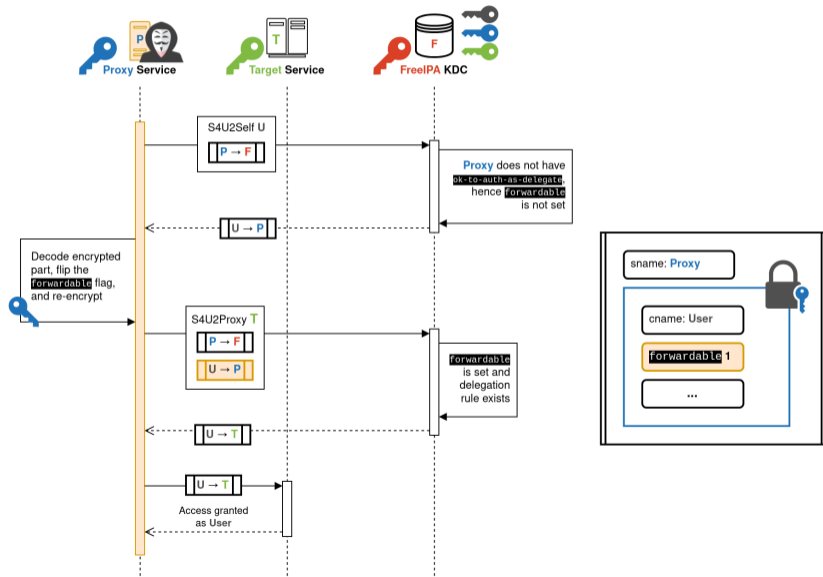 P
T
F
Proxy Service
Target Service
FreeIPA KDC
S4U2Self U
P → F
Proxy does not have
ok-to-auth-as-delegate,
hence forwardable
is not set
U → P
Decode encrypted
part, flip the
forwardable flag,
and re-encrypt
S4U2Proxy T
P → F
U → P
forwardable
is set and
delegation
rule exists
U → T
U → T
Access granted
as User
sname: Proxy
cname: User
forwardable 1
...